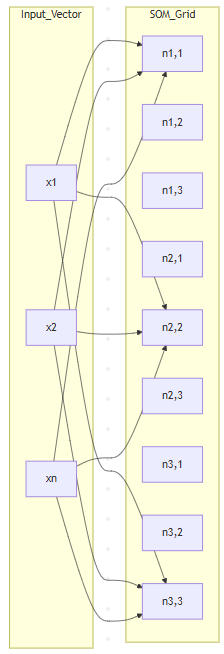 Input_Vector
x1
x2
xn
SOM_Grid
n1,1
n1,2
n1,3
n2,1
n2,2
n2,3
n3,1
n3,2
n3,3